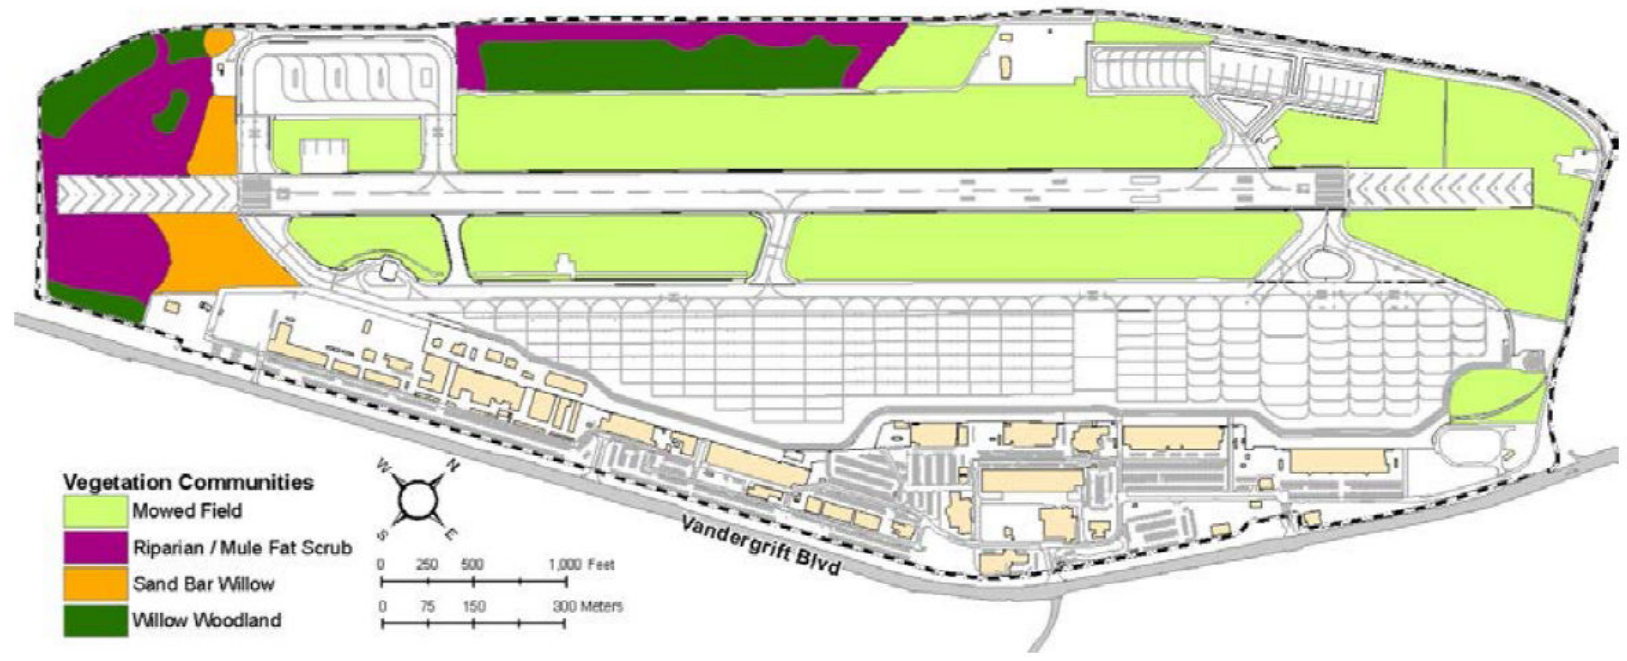 Vegetation Communities
Mowed Field
Riparian / Mule Fat Scrub
Sand Bar Willow
Willow Woodland
W N
S E
0 250 500 1,000 Feet
0 75 150 300 Meters
Vandergrift Blvd